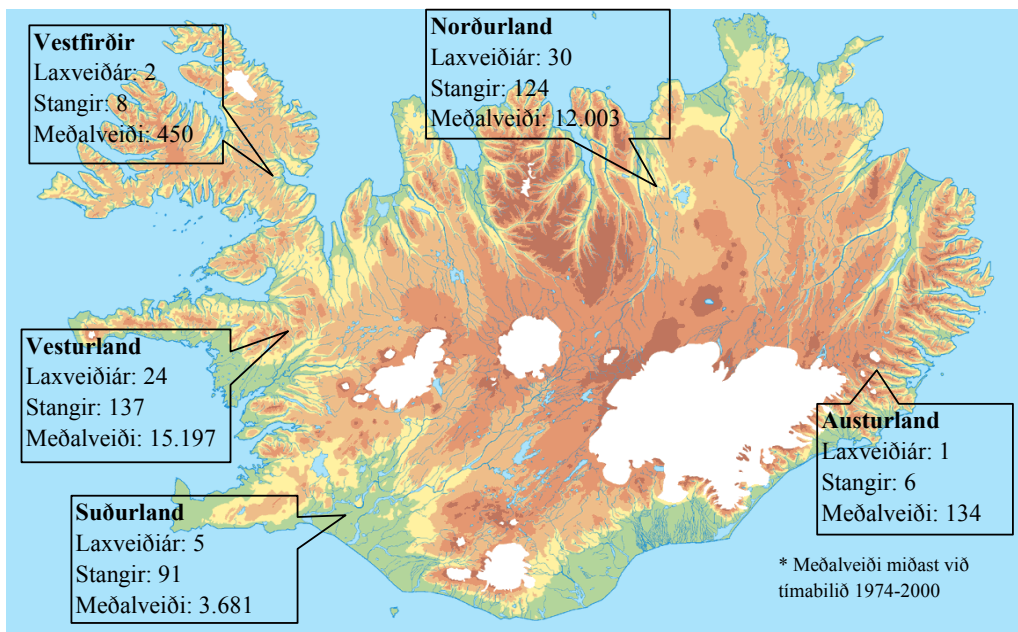 Vestfirðir
Laxveiðár: 2
Stangir: 8
Meðalveiði: 450
Norðurland
Laxveiðiár: 30
Stangir: 124
Meðalveiði: 12.003
Vesturland
Laxveiðiár: 24
Stangir: 137
Meðalveiði: 15.197
Austurland
Laxveiðiár: 1
Stangir: 6
Meðalveiði: 134
Suðurland
Laxveiðiár: 5
Stangir: 91
Meðalveiði: 3.681
* Meðalveiði miðast við
tímabilið 1974-2000